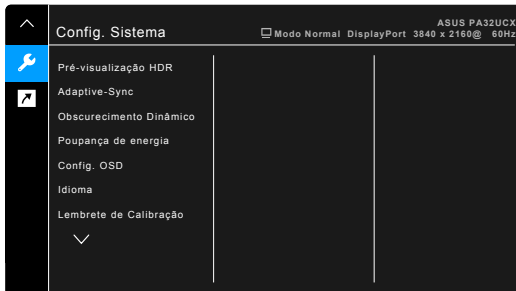 ASUS PA32UCX
Config. Sistema
Modo Normal DisplayPort 3840 x 2160@ 60Hz
Pré-visualização HDR
Adaptive-Sync
Obscurecimento Dinâmico
Poupança de energia
Config. OSD
Idioma
Lembrete de Calibração